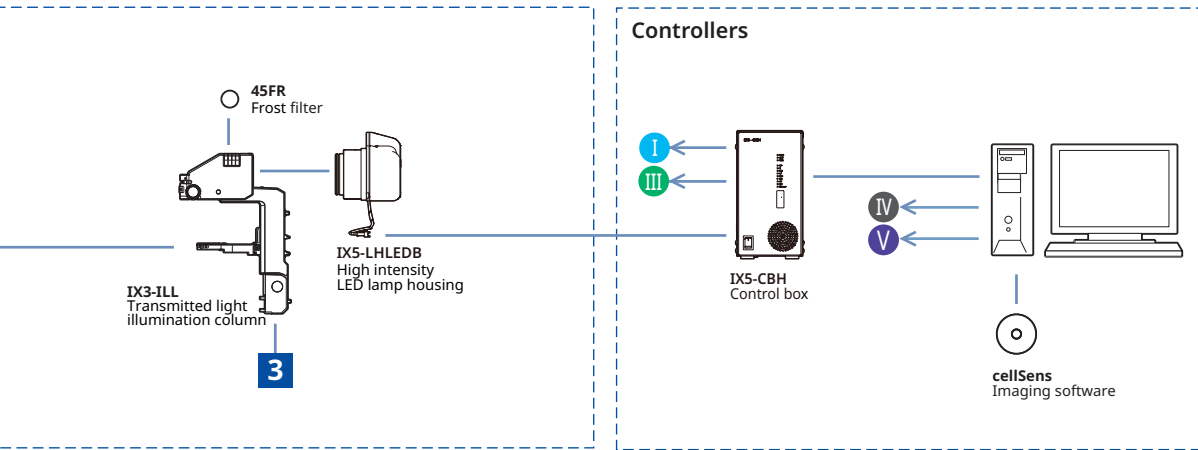 Controllers
45FR
Frost filter
I
III
IV
V
IX5-LHLEDB
High intensity
LED lamp housing
IX3-ILL
Transmitted light
illumination column
3
IX5-CBH
Control box
cellSens
Imaging software